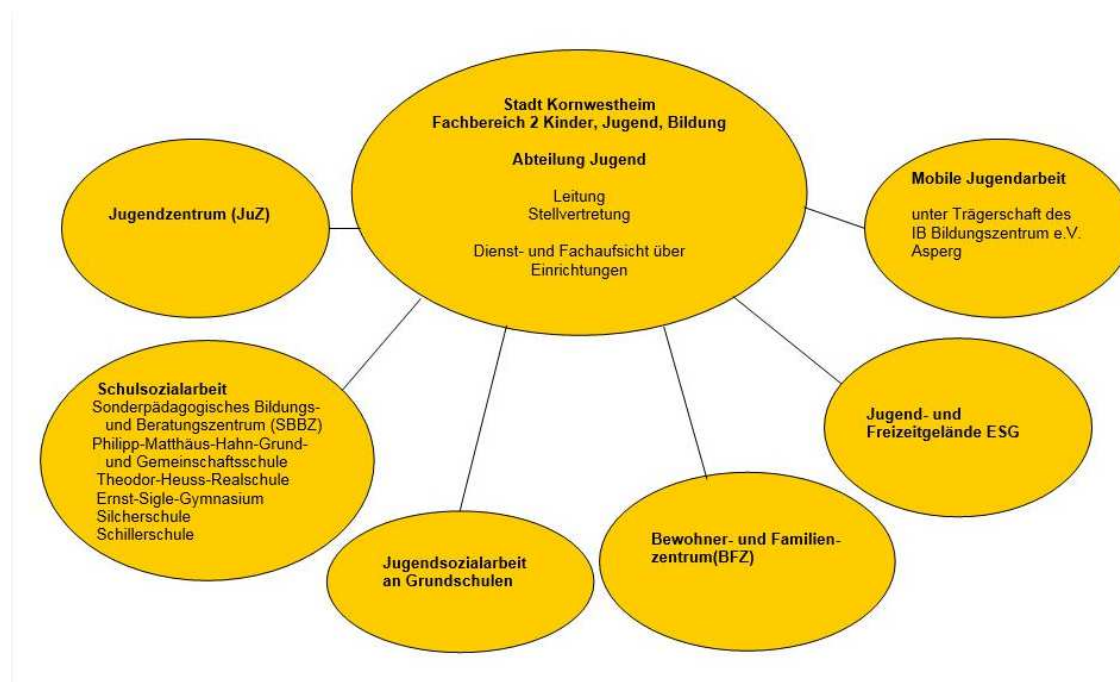 Stadt Kornwestheim
Fachbereich 2 Kinder, Jugend, Bildung
Abteilung Jugend
Leitung
Stellvertretung
Dienst- und Fachaufsicht über
Einrichtungen
Jugendzentrum (JuZ)
Mobile Jugendarbeit
unter Trägerschaft des
IB Bildungszentrum e.V.
Asperg
Schulsozialarbeit
Sonderpädagogisches Bildungs-
und Beratungszentrum (SBBZ)
Philipp-Matthäus-Hahn-Grund-
und Gemeinschaftsschule
Theodor-Heuss-Realschule
Ernst-Sigle-Gymnasium
Silcherschule
Schillerschule
Jugendsozialarbeit
an Grundschulen
Bewohner- und Familien-
zentrum(BFZ)
Jugend- und
Freizeitgelände ESG